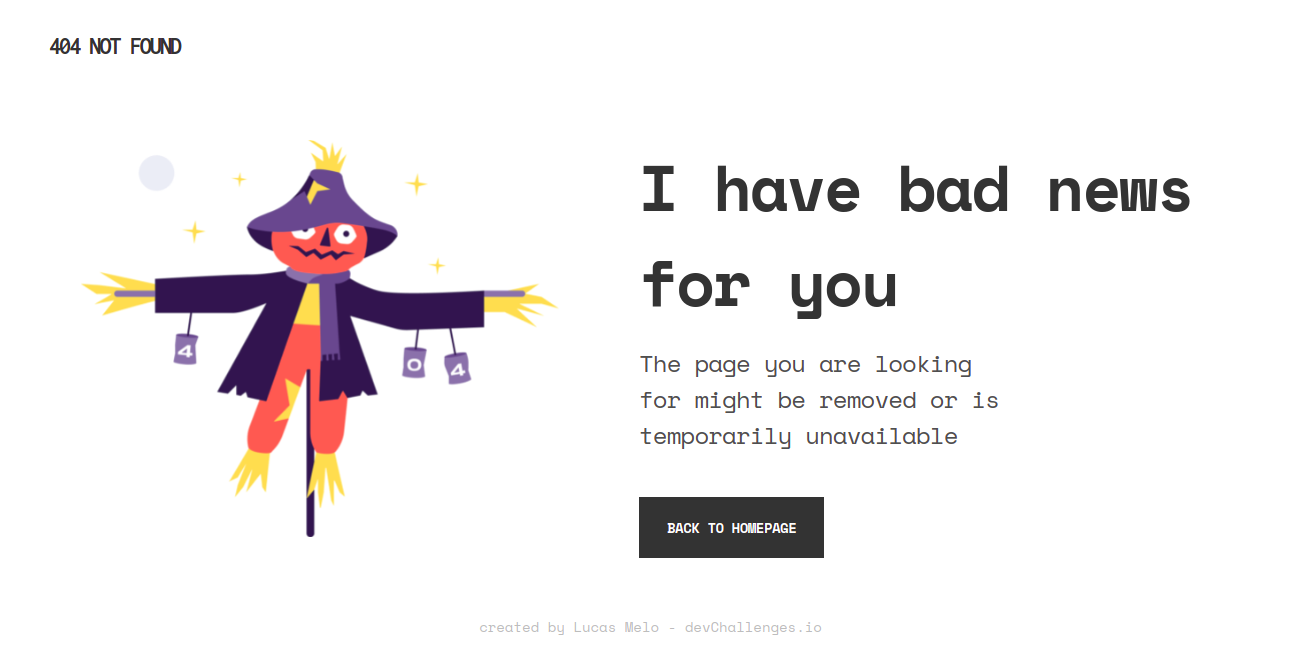 404 NOT FOUND
I have bad news
for you
4
0
4
The page you are looking
for might be removed or is
temporarily unavailable
BACK TO HOMEPAGE
created by Lucas Melo - devChallenges.io